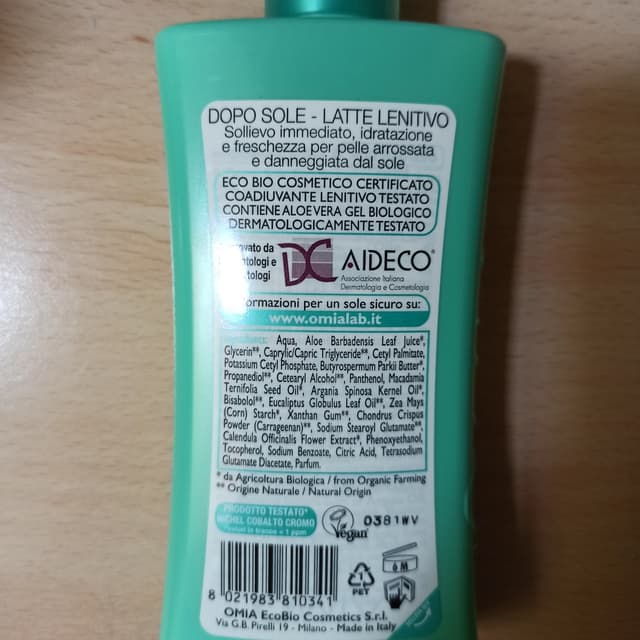 DOPO SOLE - LATTE LENITIVO
Sollievo immediato, idratazione
e freschezza per pelle arrossata
e danneggiata dal sole
ECO BIO COSMETICO CERTIFICATO
COADIUVANTE LENITIVO TESTATO
CONTIENE ALOE VERA GEL BIOLOGICO
DERMATOLOGICAMENTE TESTATO
DC AIDECO®
Associazione Italiana
Dermatologia e Cosmetologia
per un sole sicuro su:
www.omialab.it
Aqua, Aloe Barbadensis Leaf Juice*,
Glycerin**, Caprylic/Capric Triglyceride**, Cetyl Palmitate,
Potassium Cetyl Phosphate, Butyrospermum Parkii Butter*,
Propanediol**, Cetearyl Alcohol**, Panthenol, Macadamia
Ternifolia Seed Oil*, Argania Spinosa Kernel Oil*,
Bisabolol**, Eucaliptus Globulus Leaf Oil**, Zea Mays
(Corn) Starch*, Xanthan Gum**, Chondrus Crispus
Powder (Carrageenan)**, Sodium Stearoyl Glutamate**,
Calendula Officinalis Flower Extract*, Phenoxyethanol,
Tocopherol, Sodium Benzoate, Citric Acid, Tetrasodium
Glutamate Diacetate, Parfum.
* da Agricoltura Biologica / from Organic Farming
** Origine Naturale / Natural Origin
PRODOTTO TESTATO*
NICHEL COBALTO CROMO
Vegan
0381WV
6M
1
PET
8 021983 810341
OMIA EcoBio Cosmetics S.r.l.
Via G.B. Pirelli 19 - Milano - Made in Italy